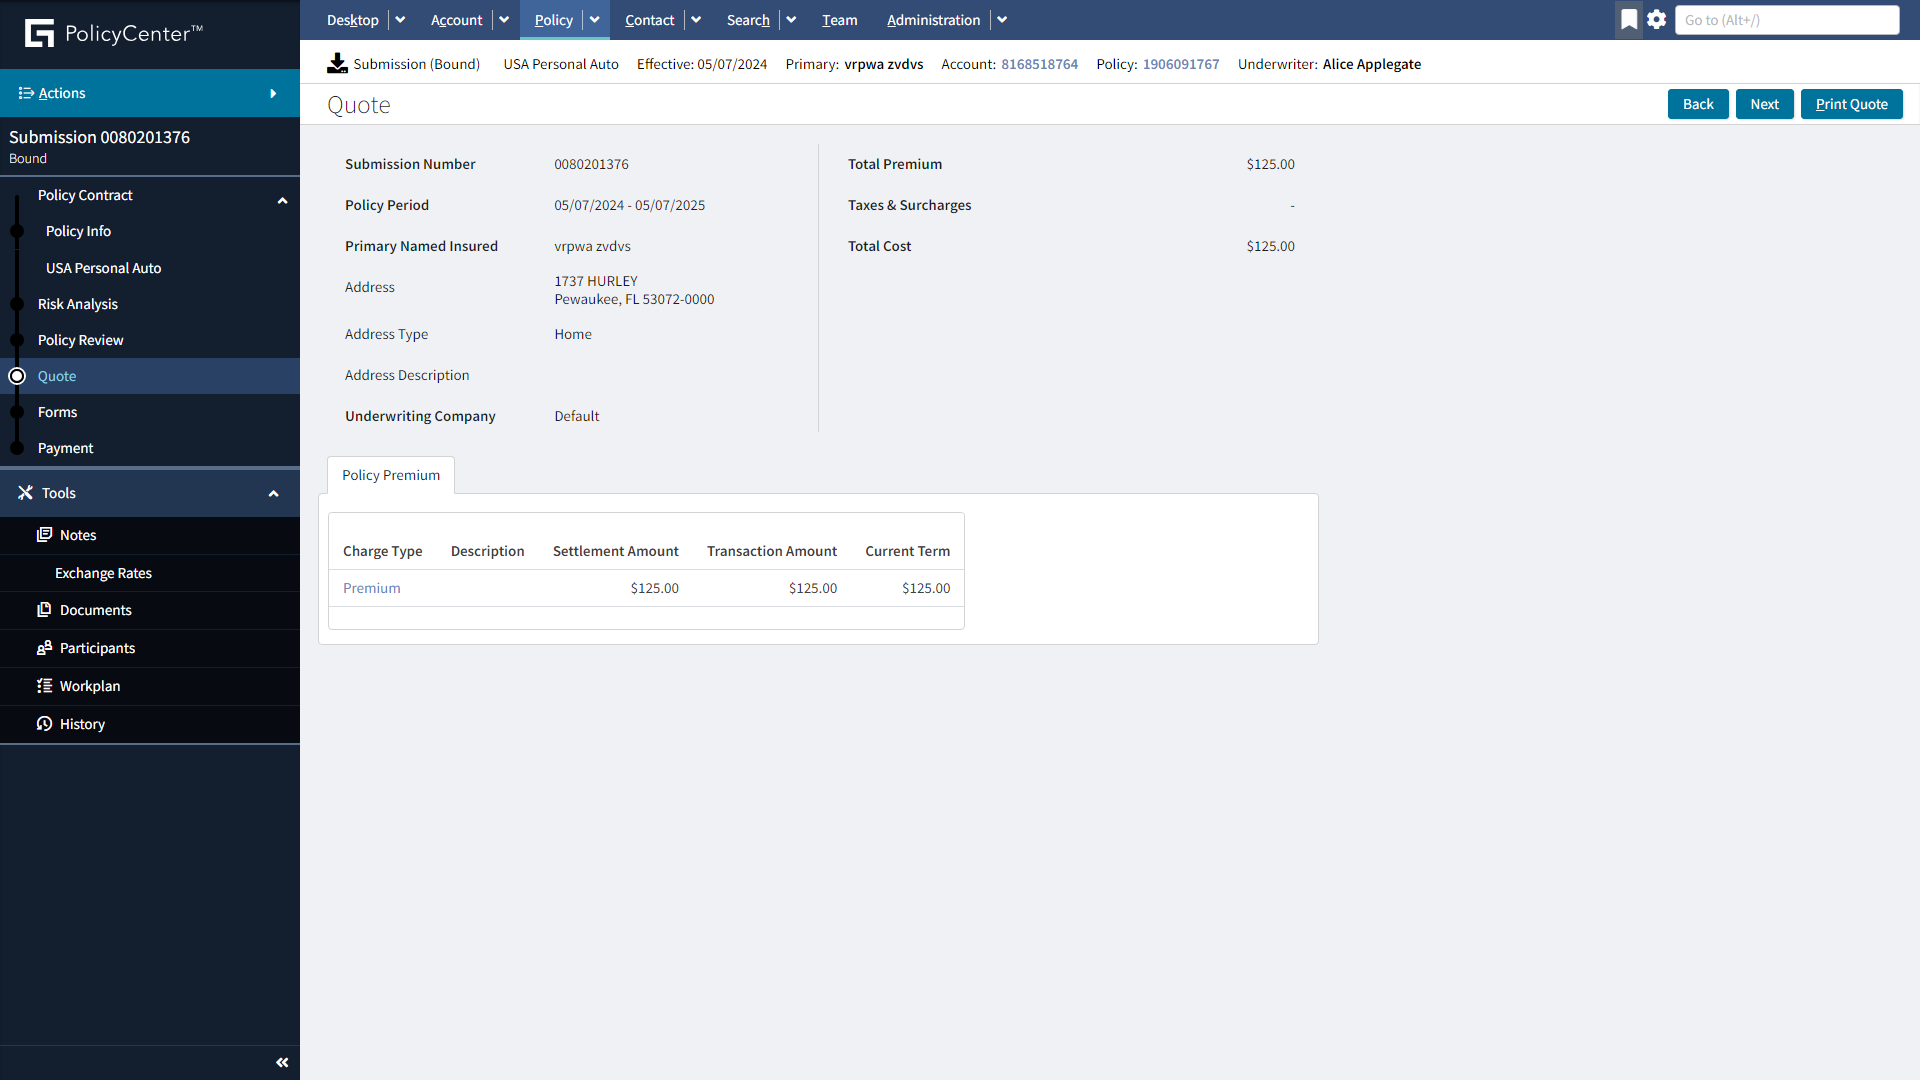 PolicyCenter™
Desktop
Account
Policy
Contact
Search
Team
Administration
Go to (Alt+/)
Submission (Bound) USA Personal Auto Effective: 05/07/2024 Primary: vrpwa zvdvs Account: 8168518764 Policy: 1906091767 Underwriter: Alice Applegate
Quote
Back
Next
Print Quote
Actions
Submission 0080201376
Bound
Policy Contract
Policy Info
USA Personal Auto
Risk Analysis
Policy Review
Quote
Forms
Payment
Tools
Notes
Exchange Rates
Documents
Participants
Workplan
History
Submission Number 0080201376
Policy Period 05/07/2024 - 05/07/2025
Primary Named Insured vrpwa zvdvs
Address 1737 HURLEY
Pewaukee, FL 53072-0000
Address Type Home
Address Description
Underwriting Company Default
Total Premium $125.00
Taxes & Surcharges -
Total Cost $125.00
Policy Premium
Charge Type Description Settlement Amount Transaction Amount Current Term
Premium $125.00 $125.00 $125.00